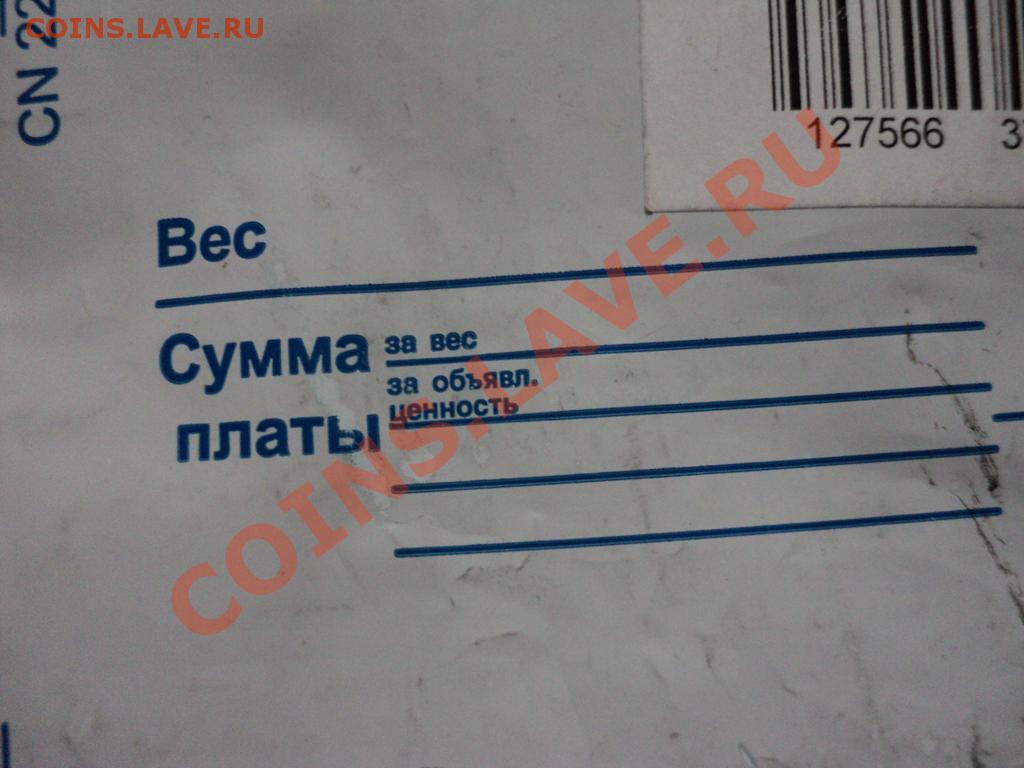 COINS.LAVE.RU
CN 22
127566
Вес
Сумма за вес
за объявл.
ценность
платы
COINS.LAVE.RU